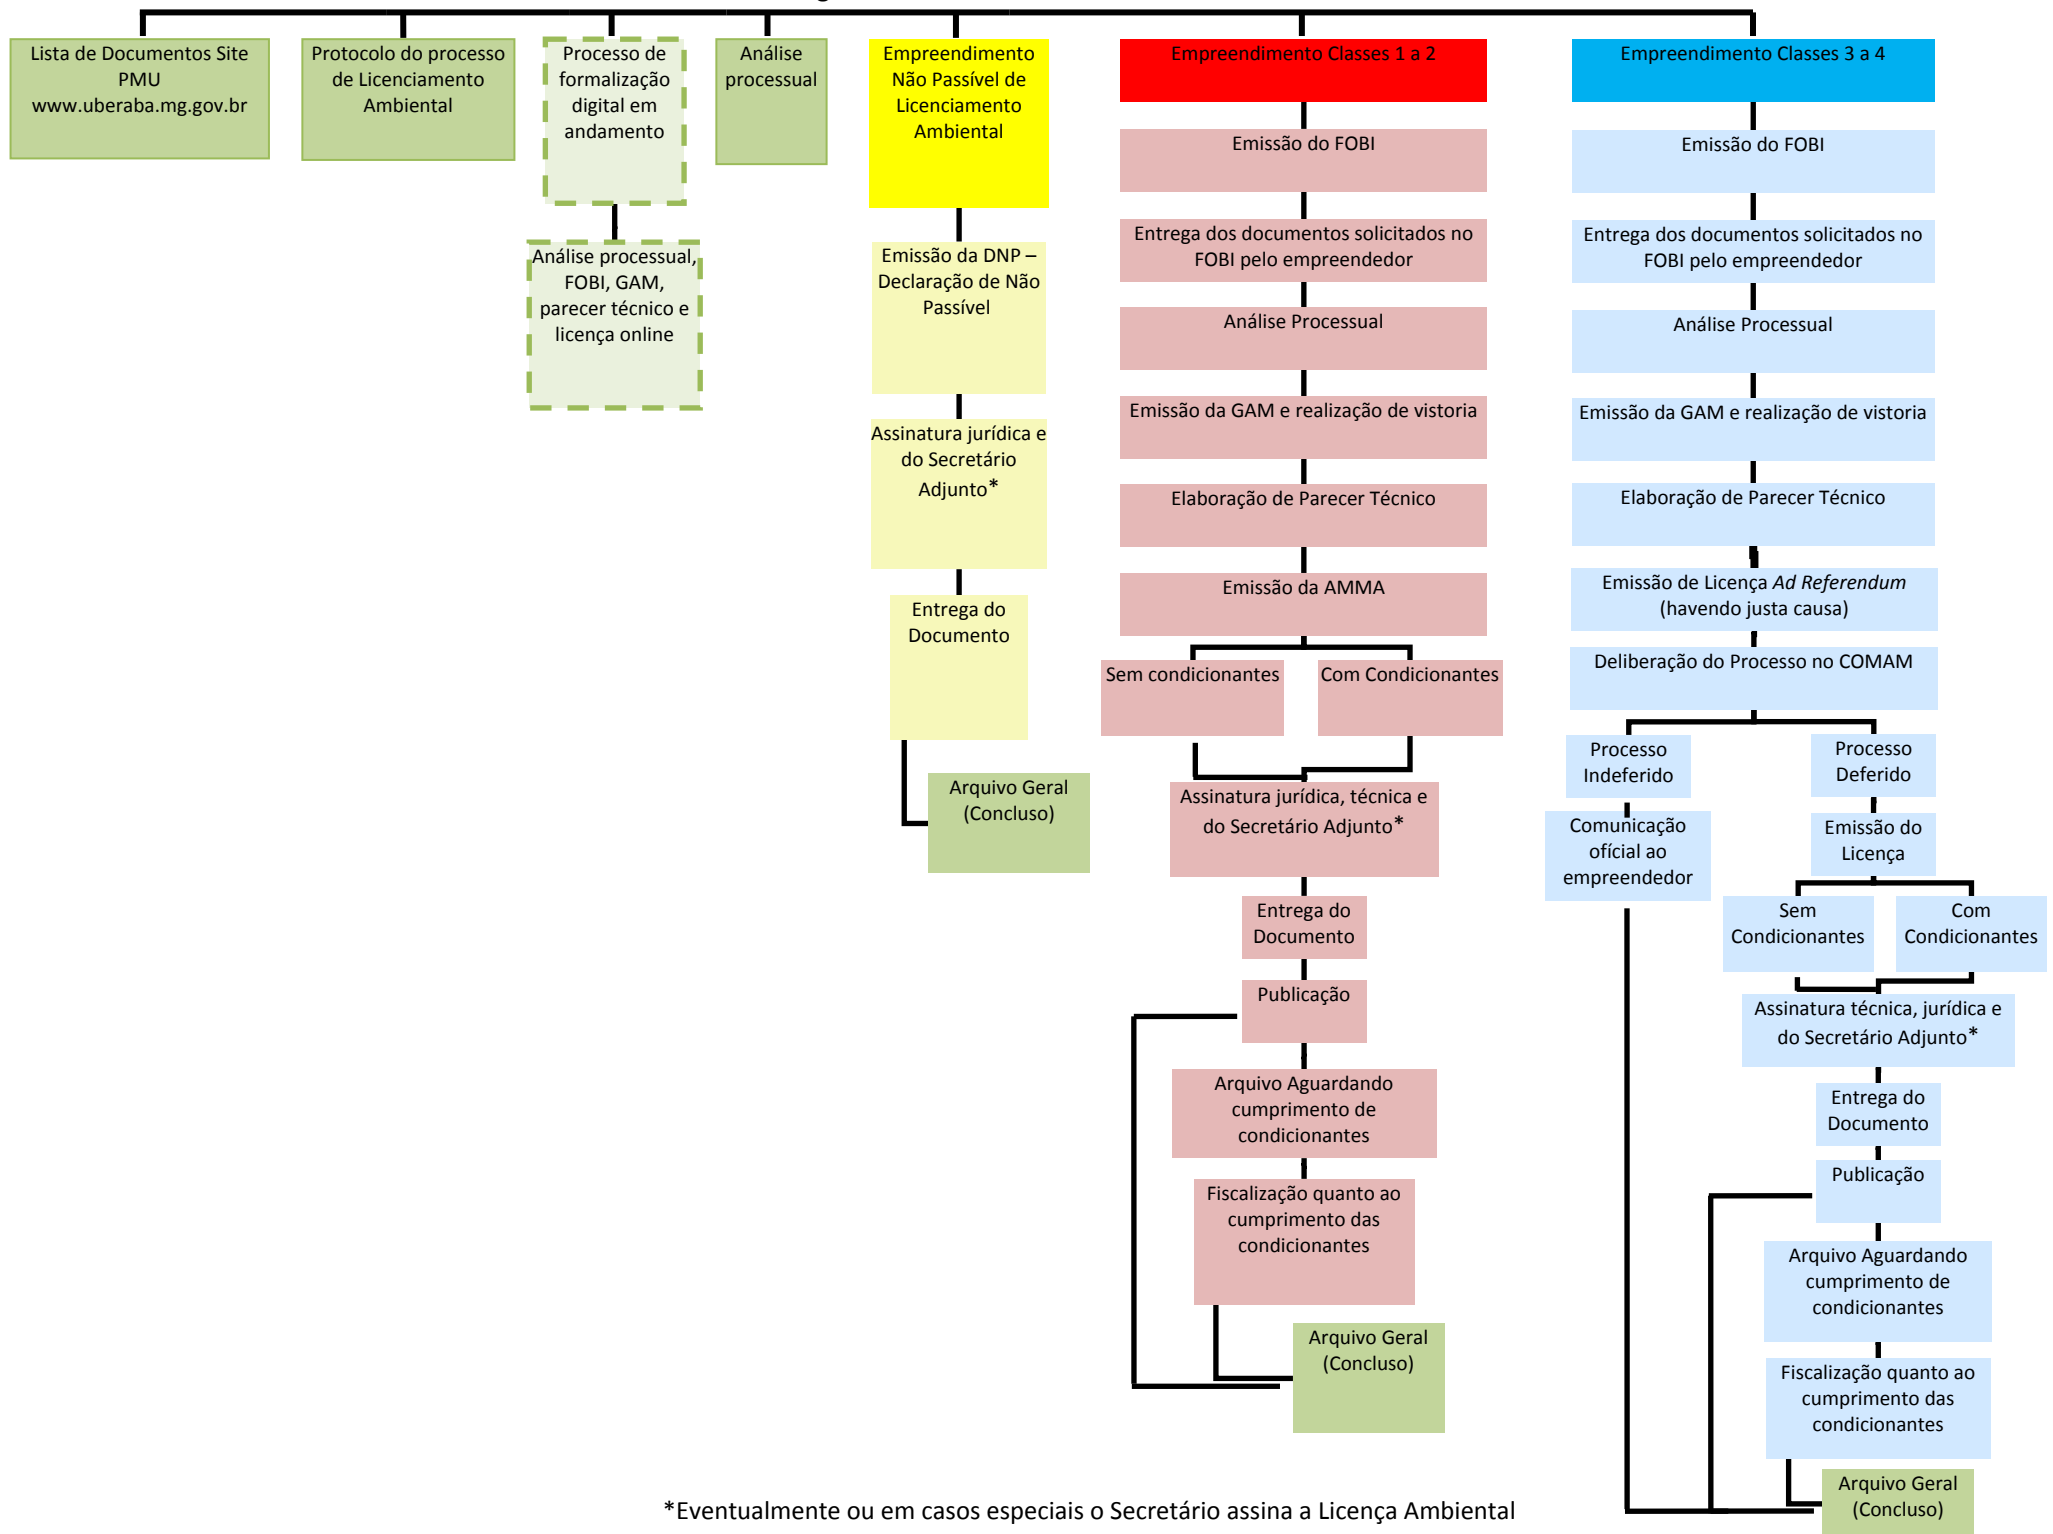 Lista de Documentos Site
PMU
www.uberaba.mg.gov.br
Protocolo do processo
de Licenciamento
Ambiental
Processo de
formalização
digital em
andamento
Análise processual,
FOBI, GAM,
parecer técnico e
licença online
Análise
processual
Empreendimento
Não Passível de
Licenciamento
Ambiental
Emissão da DNP –
Declaração de Não
Passível
Assinatura jurídica e
do Secretário
Adjunto*
Entrega do
Documento
Arquivo Geral
(Concluso)
Empreendimento Classes 1 a 2
Emissão do FOBI
Entrega dos documentos solicitados no
FOBI pelo empreendedor
Análise Processual
Emissão da GAM e realização de vistoria
Elaboração de Parecer Técnico
Emissão da AMMA
Sem condicionantes
Com Condicionantes
Assinatura jurídica, técnica e
do Secretário Adjunto*
Entrega do
Documento
Publicação
Arquivo Aguardando
cumprimento de
condicionantes
Fiscalização quanto ao
cumprimento das
condicionantes
Arquivo Geral
(Concluso)
Empreendimento Classes 3 a 4
Emissão do FOBI
Entrega dos documentos solicitados no
FOBI pelo empreendedor
Análise Processual
Emissão da GAM e realização de vistoria
Elaboração de Parecer Técnico
Emissão de Licença Ad Referendum
(havendo justa causa)
Deliberação do Processo no COMAM
Processo
Indeferido
Comunicação
ofícial ao
empreendedor
Processo
Deferido
Emissão do
Licença
Sem
Condicionantes
Com
Condicionantes
Assinatura técnica, jurídica e
do Secretário Adjunto*
Entrega do
Documento
Publicação
Arquivo Aguardando
cumprimento de
condicionantes
Fiscalização quanto ao
cumprimento das
condicionantes
Arquivo Geral
(Concluso)
*Eventualmente ou em casos especiais o Secretário assina a Licença Ambiental